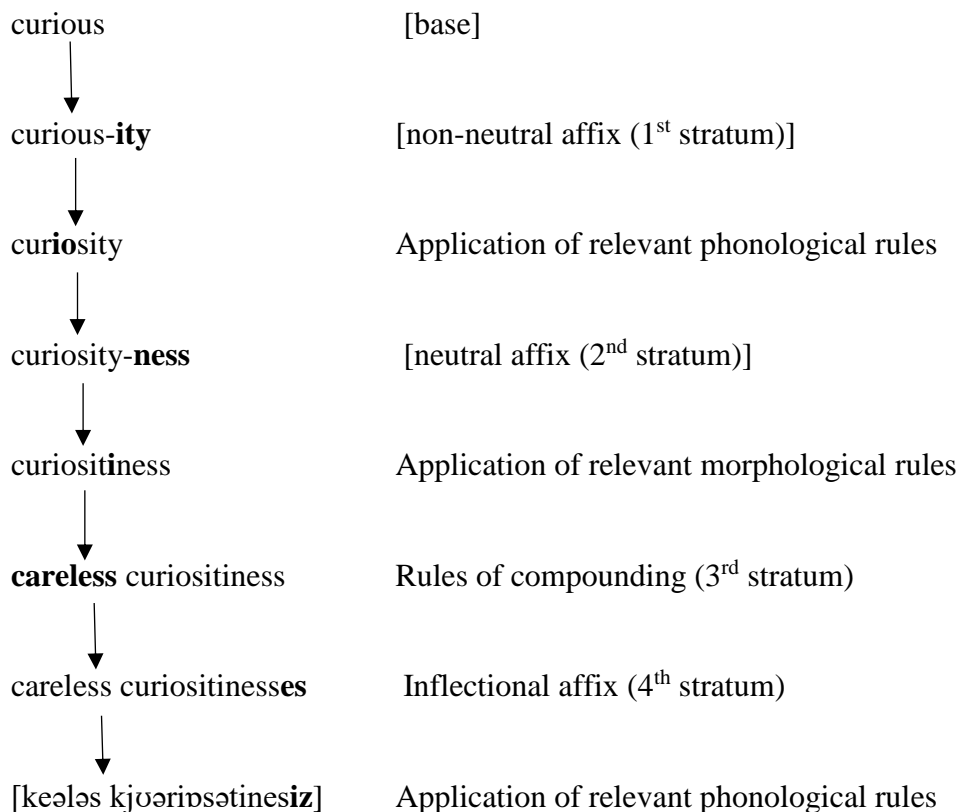 curious [base]
curious-ity [non-neutral affix (1st stratum)]
curiosity Application of relevant phonological rules
curiosity-ness [neutral affix (2nd stratum)]
curiositiness Application of relevant morphological rules
careless curiositiness Rules of compounding (3rd stratum)
careless curiositinesses Inflectional affix (4th stratum)
[keələs kjʊəriɒsətinesiz] Application of relevant phonological rules